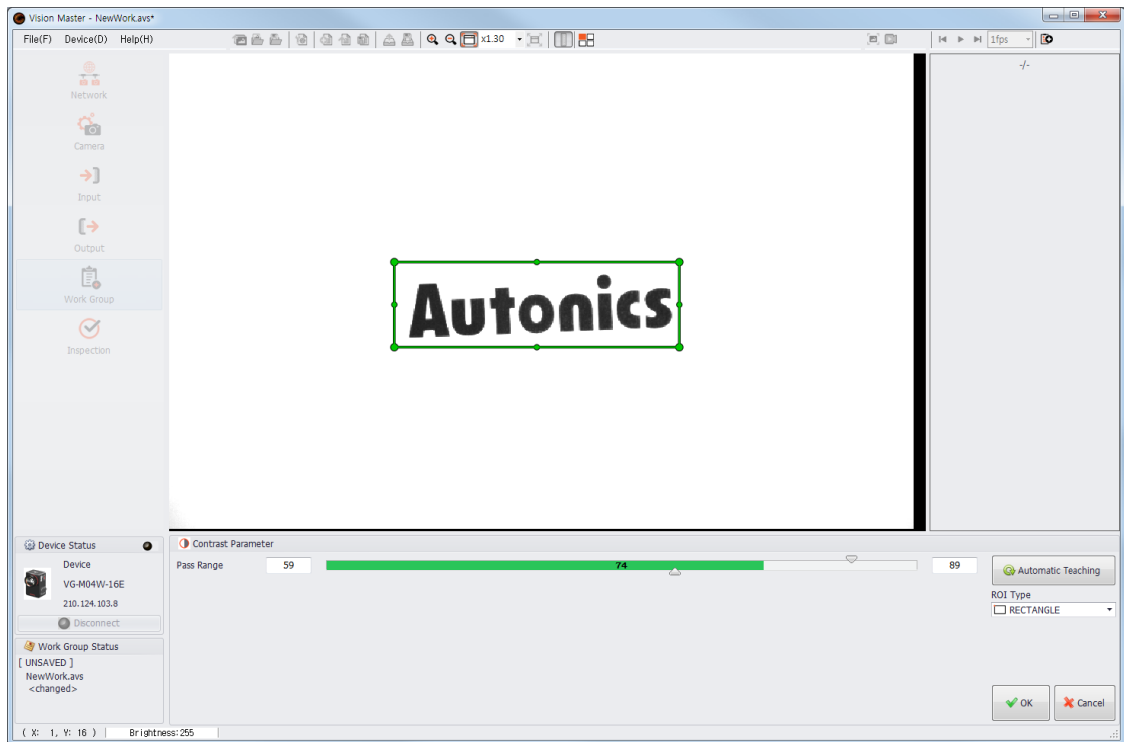 Vision Master - NewWork.avs*
File(F) Device(D) Help(H)
x1.30
1fps
Network
Camera
Input
Output
Work Group
Inspection
Autonics
-/-
Device Status
Device
VG-M04W-16E
210.124.103.8
Disconnect
Work Group Status
[ UNSAVED ]
NewWork.avs
<changed>
Contrast Parameter
Pass Range 59 74 89
Automatic Teaching
ROI Type
RECTANGLE
OK Cancel
( X: 1, Y: 16 ) Brightness:255